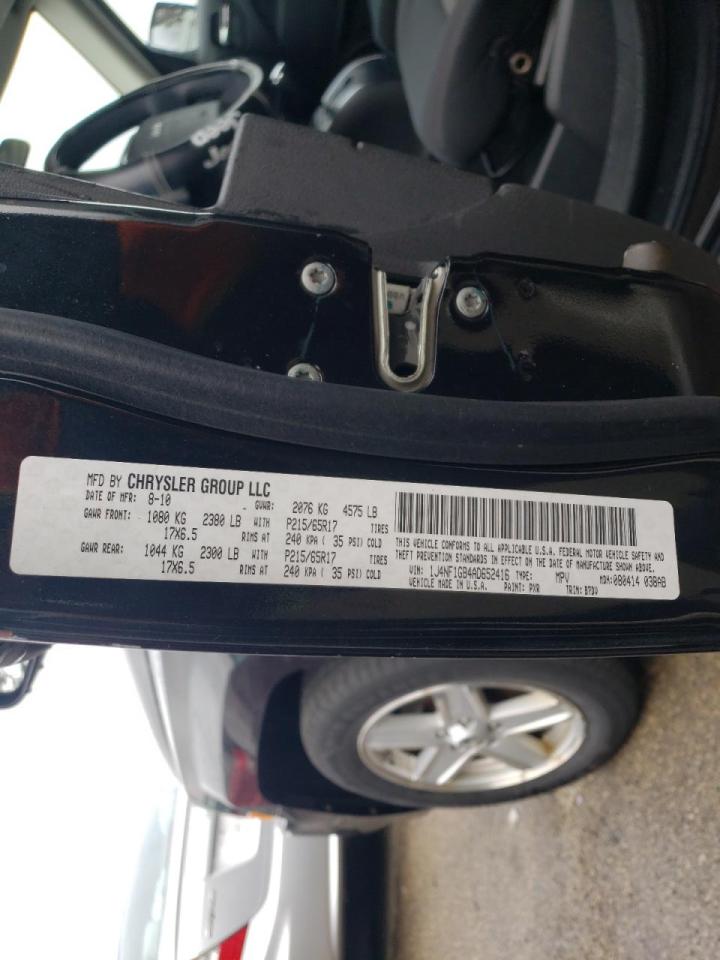 MFD BY CHRYSLER GROUP LLC
DATE OF MFR: 8-10 GVWR: 2076 KG 4575 LB
GAWR FRONT: 1080 KG 2380 LB WITH P215/65R17 TIRES
17X6.5 RIMS AT 240 KPA ( 35 PSI) COLD
GAWR REAR: 1044 KG 2300 LB WITH P215/65R17 TIRES
17X6.5 RIMS AT 240 KPA ( 35 PSI) COLD
THIS VEHICLE CONFORMS TO ALL APPLICABLE U.S.A. FEDERAL MOTOR VEHICLE SAFETY AND
THEFT PREVENTION STANDARDS IN EFFECT ON THE DATE OF MANUFACTURE SHOWN ABOVE.
VIN: 1J4NF1GB4AD652416 TYPE: MPV MDH: 080414 038AB
VEHICLE MADE IN U.S.A. PAINT: PXR TRIM: B7DV